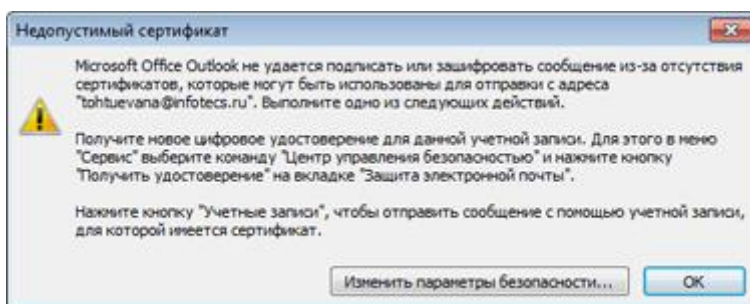 Недопустимый сертификат
Microsoft Office Outlook не удается подписать или зашифровать сообщение из-за отсутствия
сертификатов, которые могут быть использованы для отправки с адреса
"tohtuevana@infotecs.ru". Выполните одно из следующих действий.
Получите новое цифровое удостоверение для данной учетной записи. Для этого в меню
"Сервис" выберите команду "Центр управления безопасностью" и нажмите кнопку
"Получить удостоверение" на вкладке "Защита электронной почты".
Нажмите кнопку "Учетные записи", чтобы отправить сообщение с помощью учетной записи,
для которой имеется сертификат.
Изменить параметры безопасности... OK